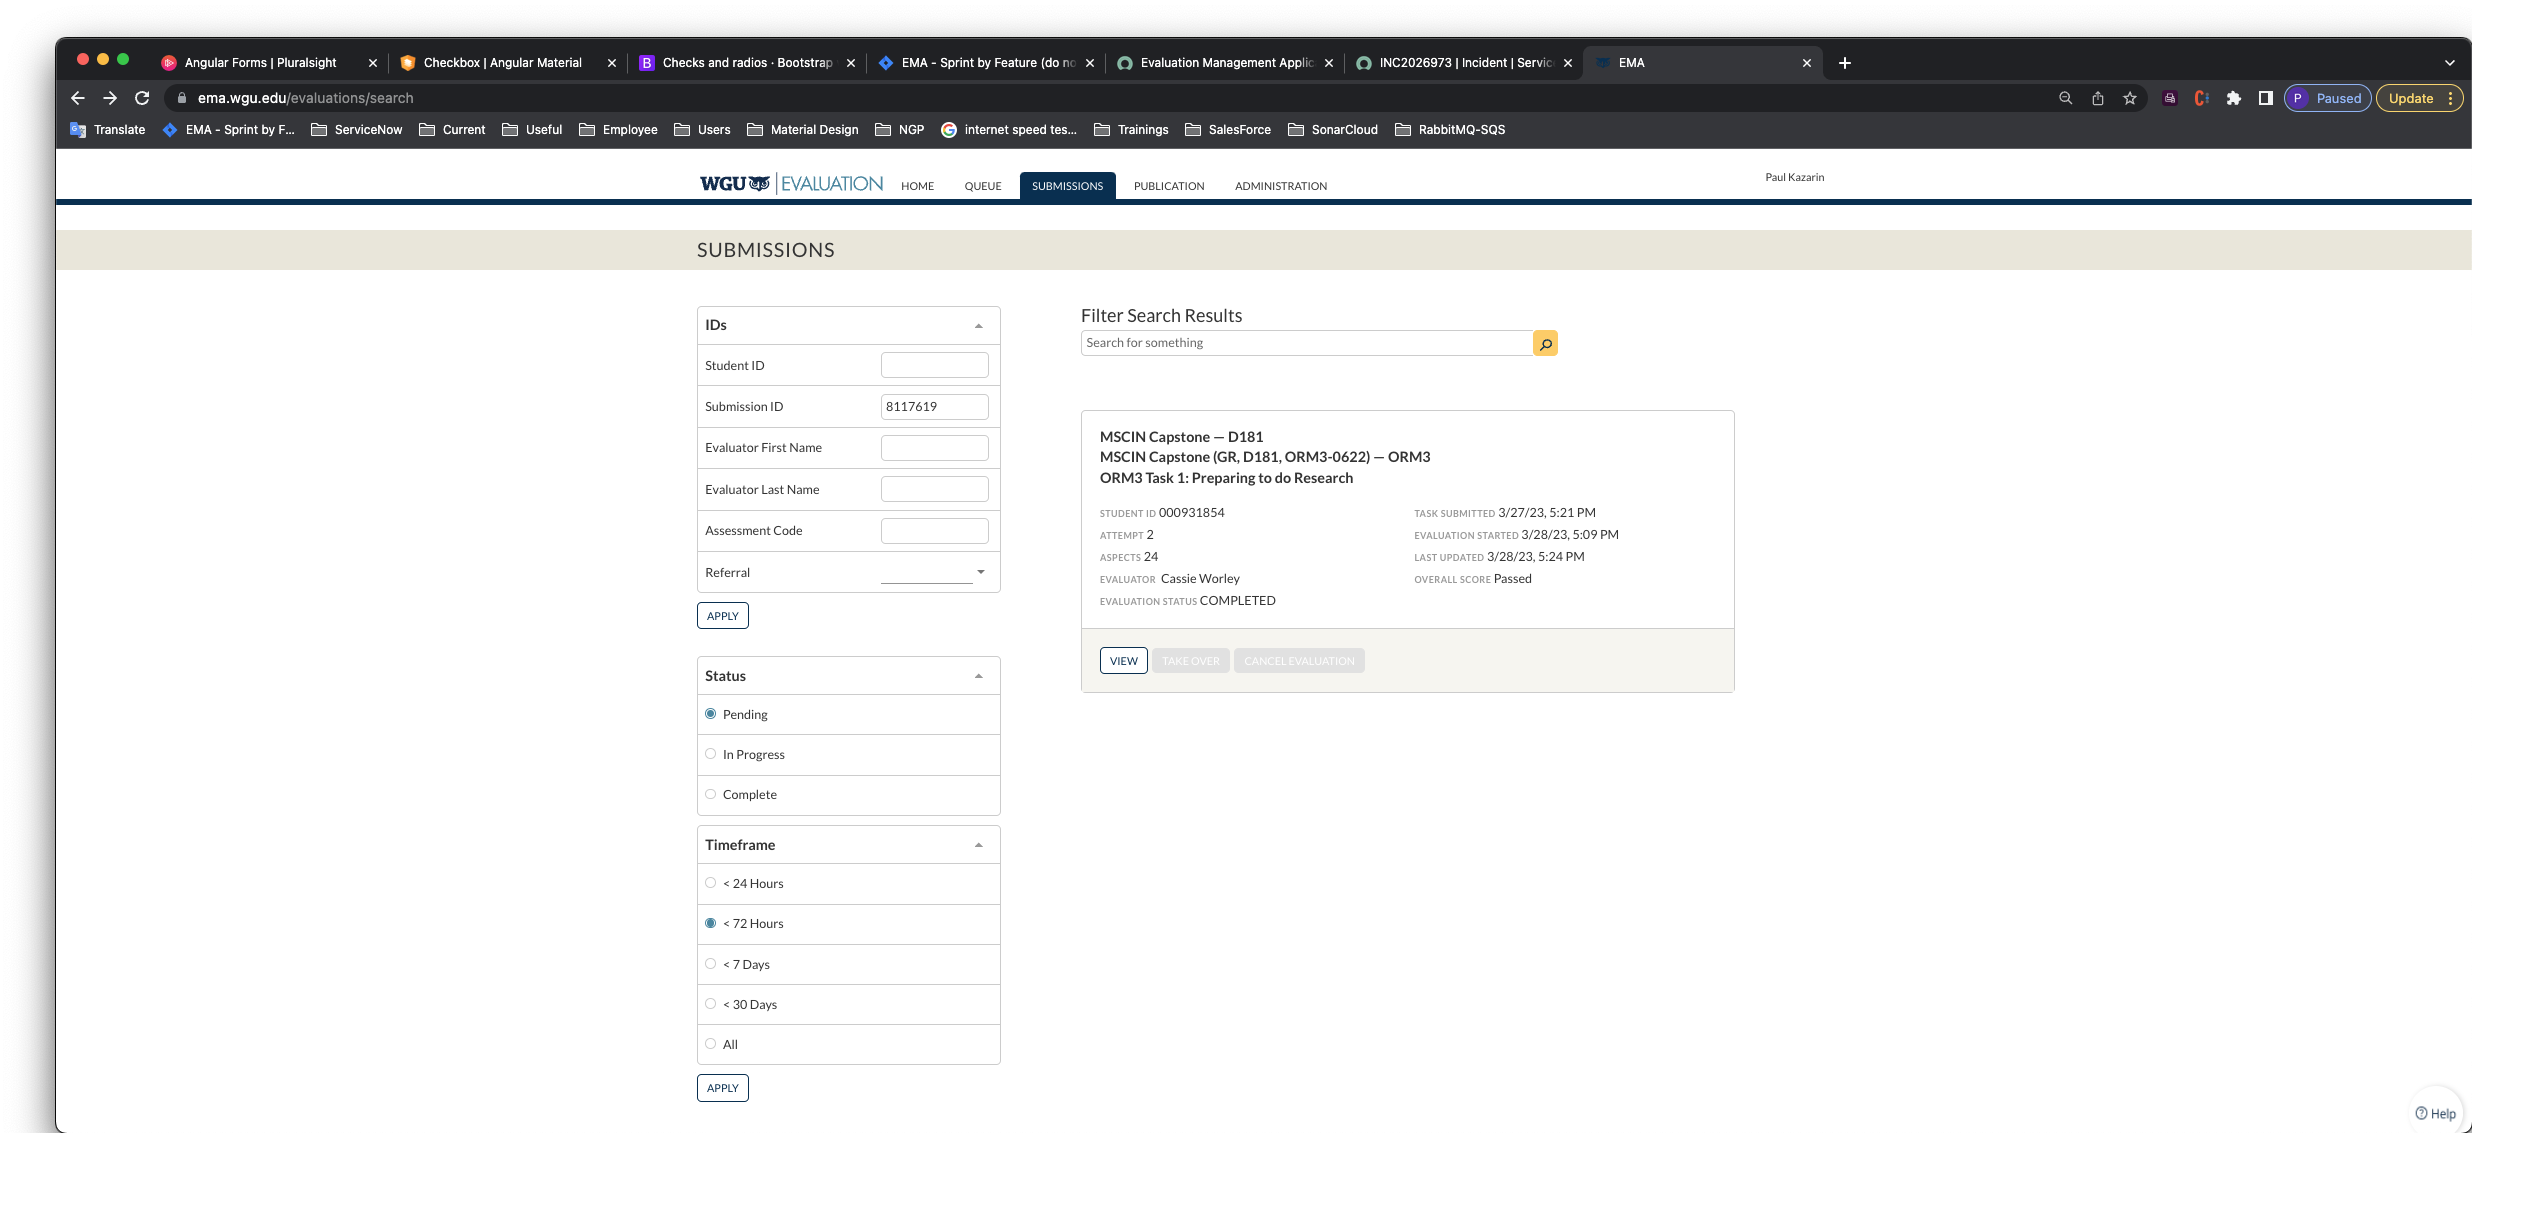 Angular Forms | Pluralsight
Checkbox | Angular Material
Checks and radios · Bootstrap
EMA - Sprint by Feature (do no
Evaluation Management Applic
INC2026973 | Incident | Servic
EMA
ema.wgu.edu/evaluations/search
P Paused
Update
Translate
EMA - Sprint by F...
ServiceNow
Current
Useful
Employee
Users
Material Design
NGP
internet speed tes...
Trainings
SalesForce
SonarCloud
RabbitMQ-SQS
WGU EVALUATION
HOME
QUEUE
SUBMISSIONS
PUBLICATION
ADMINISTRATION
Paul Kazarin
SUBMISSIONS
IDs
Student ID
Submission ID 8117619
Evaluator First Name
Evaluator Last Name
Assessment Code
Referral
APPLY
Status
Pending
In Progress
Complete
Timeframe
< 24 Hours
< 72 Hours
< 7 Days
< 30 Days
All
APPLY
Filter Search Results
Search for something
MSCIN Capstone — D181
MSCIN Capstone (GR, D181, ORM3-0622) — ORM3
ORM3 Task 1: Preparing to do Research
STUDENT ID 000931854
ATTEMPT 2
ASPECTS 24
EVALUATOR Cassie Worley
EVALUATION STATUS COMPLETED
TASK SUBMITTED 3/27/23, 5:21 PM
EVALUATION STARTED 3/28/23, 5:09 PM
LAST UPDATED 3/28/23, 5:24 PM
OVERALL SCORE Passed
VIEW
TAKE OVER
CANCEL EVALUATION
Help